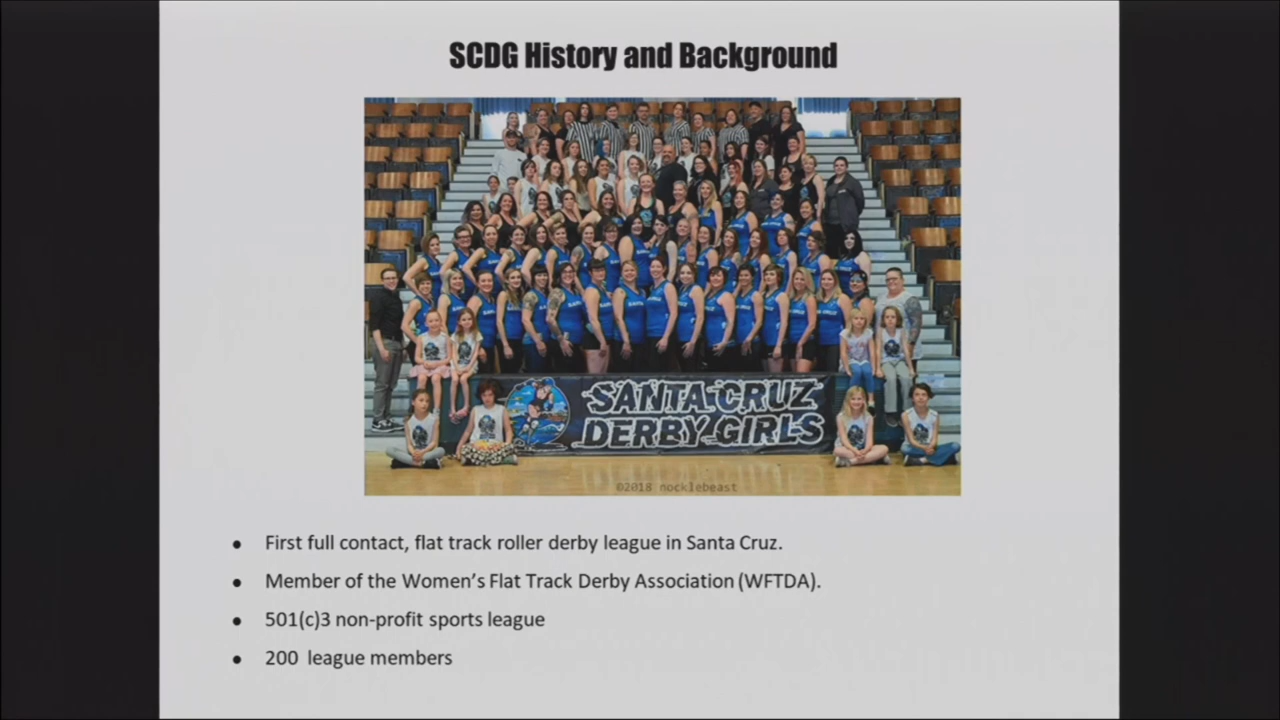 SCDG History and Background
SANTA CRUZ
DERBY GIRLS
©2018 nocklebeast
● First full contact, flat track roller derby league in Santa Cruz.
● Member of the Women's Flat Track Derby Association (WFTDA).
● 501(c)3 non-profit sports league
● 200 league members